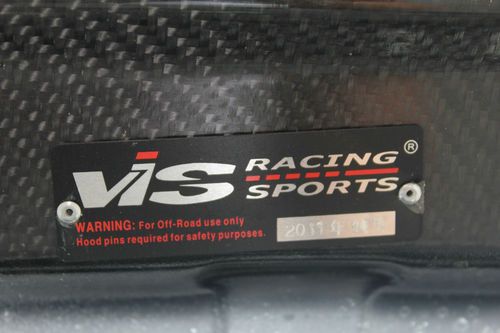 VIS RACING ®
SPORTS
WARNING: For Off-Road use only
Hood pins required for safety purposes.